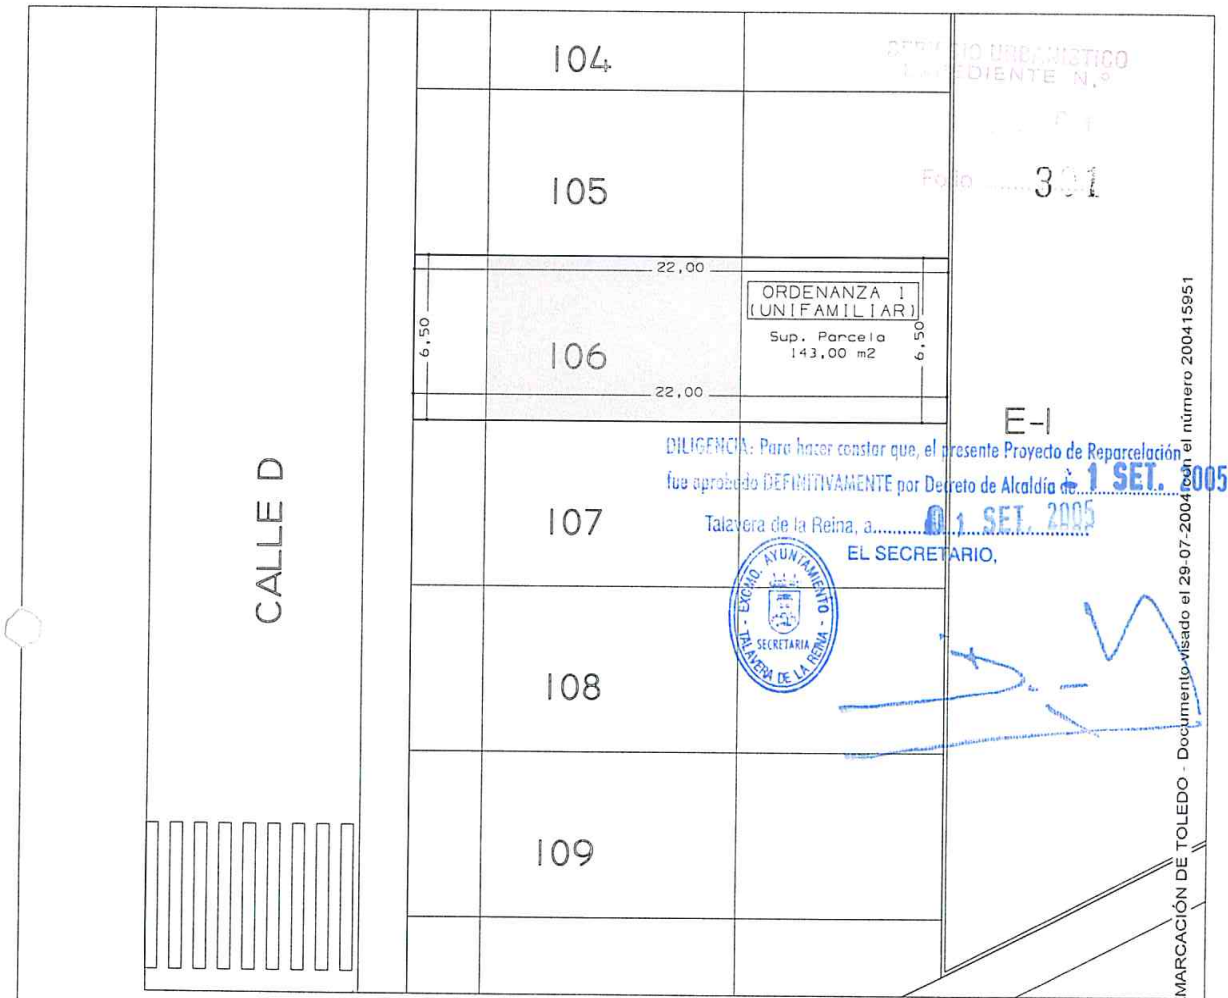 104
SERVICIO URBANISTICO
EXPEDIENTE N.º
105
Folio
22,00
ORDENANZA 1
(UNIFAMILIAR)
6,50
6,50
Sup. Parcela
143,00 m2
106
22,00
E-1
DILIGENCIA: Para hacer constar que, el presente Proyecto de Reparcelación
fue aprobado DEFINITIVAMENTE por Decreto de Alcaldía de 1 SET. 2005
107
Talavera de la Reina, a 01 SET. 2005
EL SECRETARIO,
CALLE D
EXCMO. AYUNTAMIENTO
SECRETARIA
TALAVERA DE LA REINA
108
109
MARCACIÓN DE TOLEDO - Documento visado el 29-07-2004 con el número 200415951